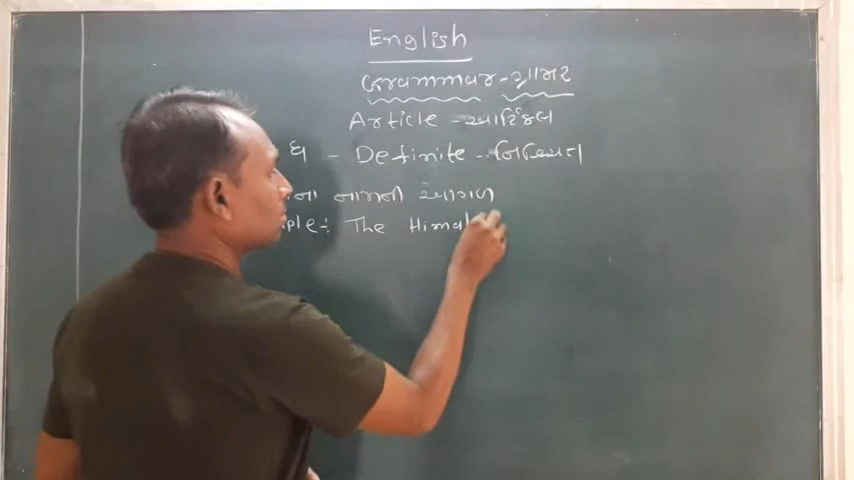 English
Grammar - ગ્રામર
Article - આર્ટિકલ
ધ - Definite - નિશ્ચિત
ના નામની આગળ
ple: The Himal